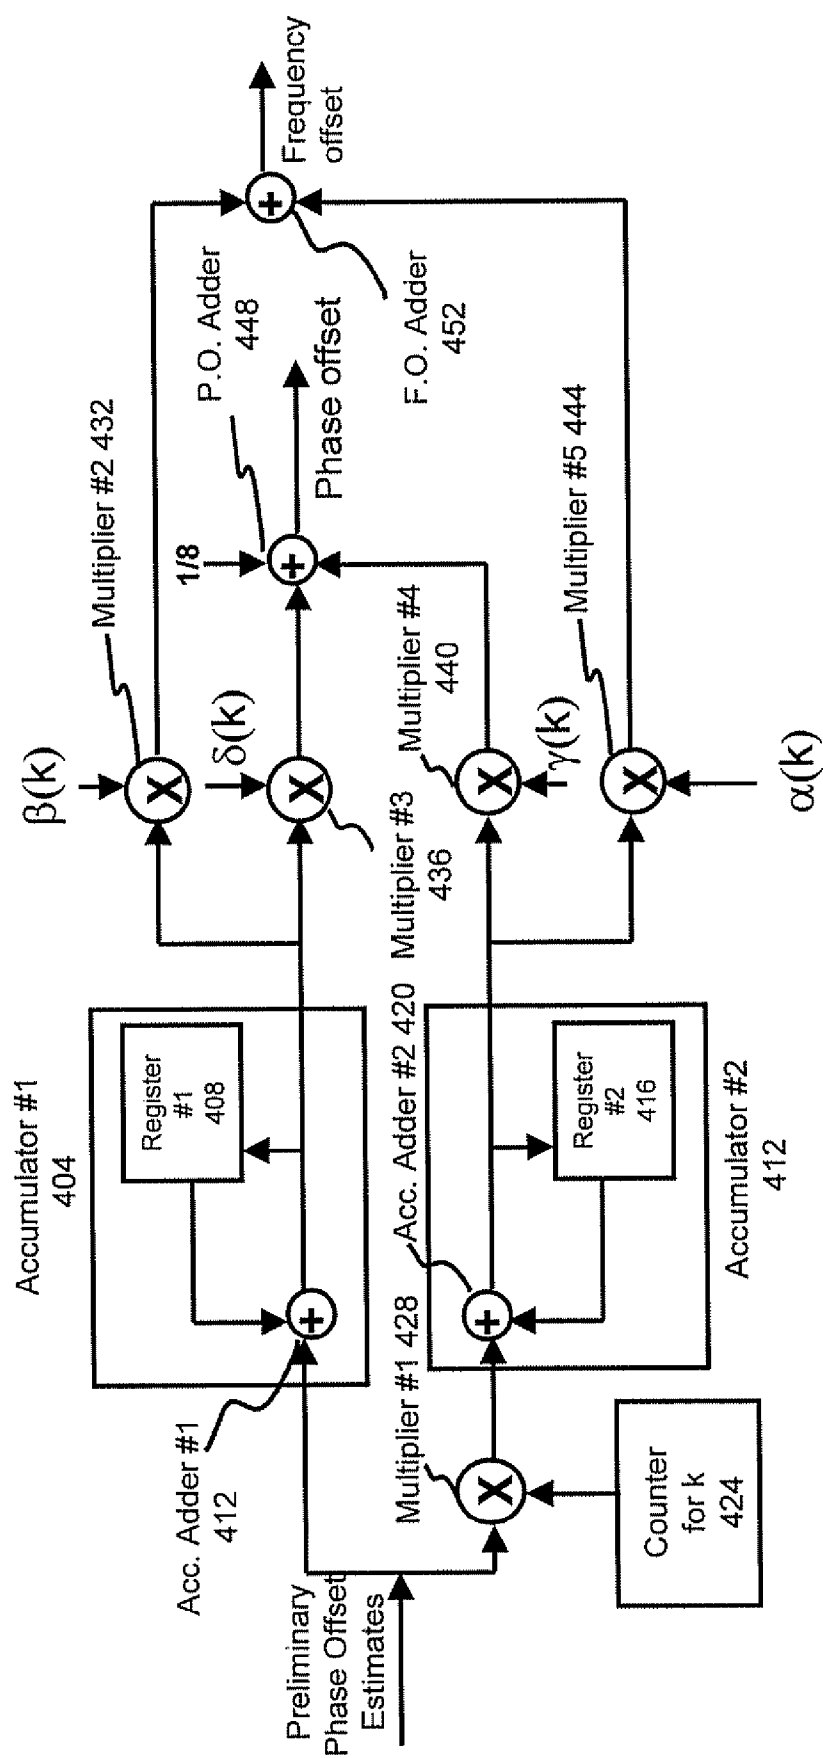 Preliminary
Phase Offset
Estimates
Acc. Adder #1
412
Accumulator #1
404
Register
#1
408
Multiplier #1 428
Counter
for k
424
Acc. Adder #2 420
Register
#2
416
Accumulator #2
412
β(k)
Multiplier #2 432
δ(k)
Multiplier #3
436
Multiplier #4
440
γ(k)
α(k)
Multiplier #5 444
1/8
P.O. Adder
448
Phase offset
F.O. Adder
452
Frequency
offset
X
X
X
X
X
+
+
+
+